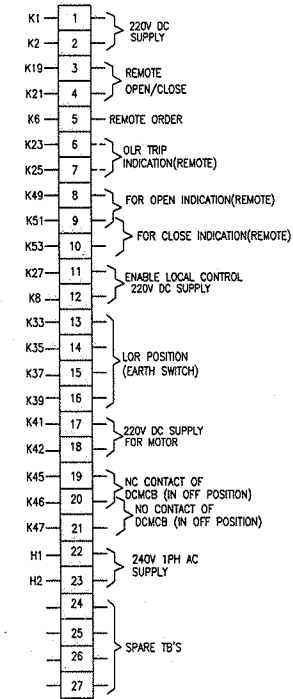 K1 1
220V DC
K2 2
SUPPLY
K19 3
REMOTE
K21 4
OPEN/CLOSE
K6 5 REMOTE ORDER
K23 6
OLR TRIP
K25 7
INDICATION(REMOTE)
K49 8
FOR OPEN INDICATION(REMOTE)
K51 9
K53 10
FOR CLOSE INDICATION(REMOTE)
K27 11
ENABLE LOCAL CONTROL
K8 12
220V DC SUPPLY
K33 13
K35 14
LOR POSITION
K37 15
(EARTH SWITCH)
K39 16
K41 17
220V DC SUPPLY
K42 18
FOR MOTOR
K45 19
NC CONTACT OF
K46 20
DCMCB (IN OFF POSITION)
NO CONTACT OF
K47 21
DCMCB (IN OFF POSITION)
H1 22
240V 1PH AC
H2 23
SUPPLY
24
25
26
SPARE TB'S
27